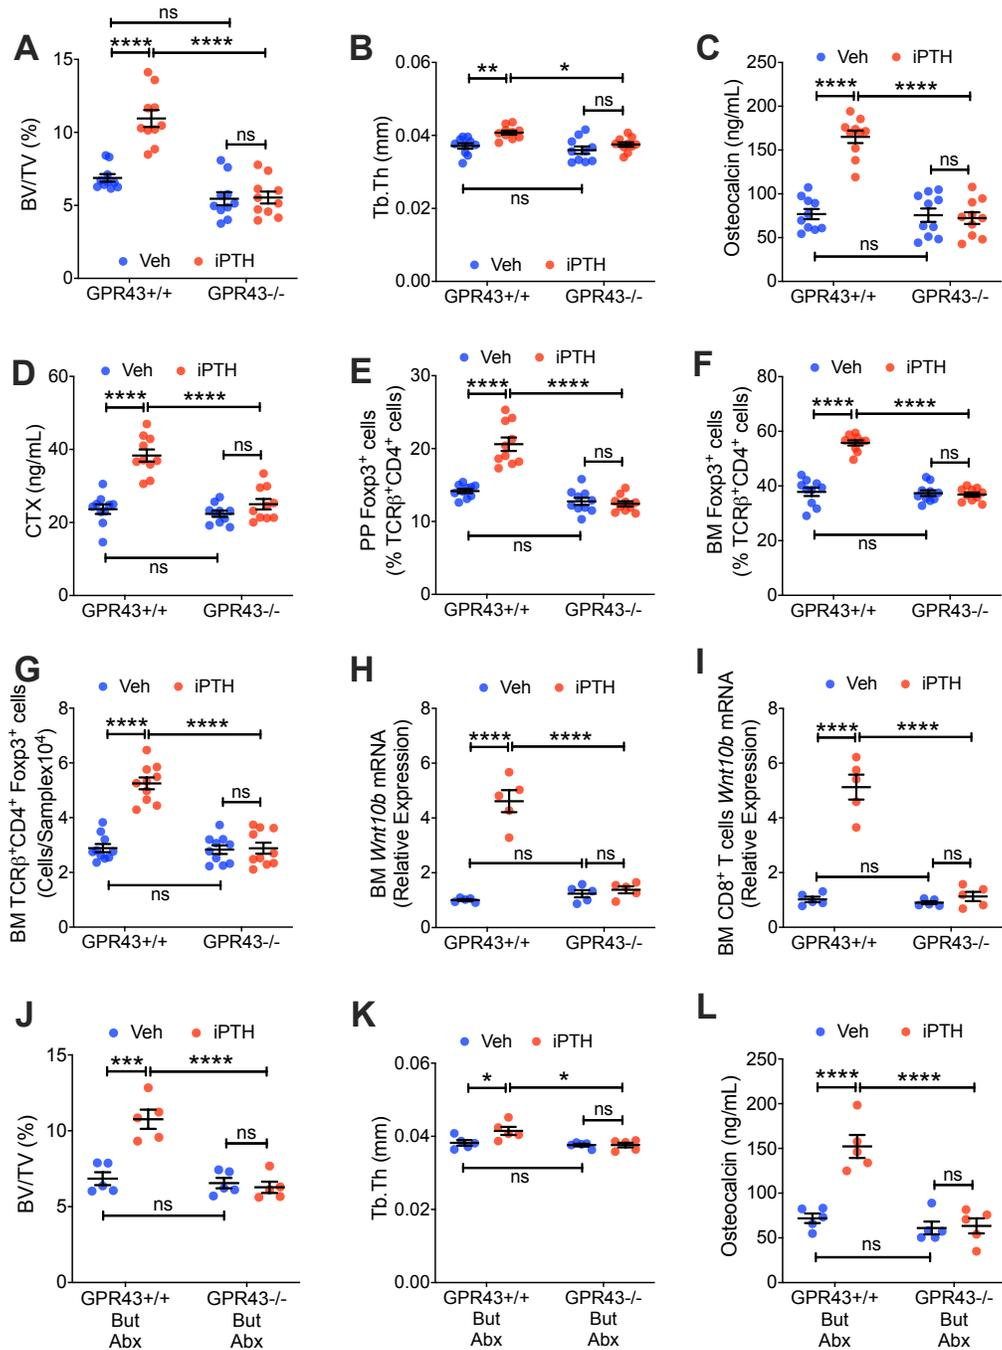 A
ns
**** ****
15
10
5
0
BV/TV (%)
ns
Veh iPTH
GPR43+/+ GPR43-/-
B
0.06
0.04
0.02
0.00
Tb.Th (mm)
** *
ns
ns
Veh iPTH
GPR43+/+ GPR43-/-
C
Veh iPTH
250
200
150
100
50
0
Osteocalcin (ng/mL)
**** ****
ns
ns
GPR43+/+ GPR43-/-
D
Veh iPTH
60
40
20
0
CTX (ng/mL)
**** ****
ns
ns
GPR43+/+ GPR43-/-
E
Veh iPTH
30
20
10
0
PP Foxp3⁺ cells
(% TCRβ⁺CD4⁺ cells)
**** ****
ns
ns
GPR43+/+ GPR43-/-
F
Veh iPTH
80
60
40
20
0
BM Foxp3⁺ cells
(% TCRβ⁺CD4⁺ cells)
**** ****
ns
ns
GPR43+/+ GPR43-/-
G
Veh iPTH
8
6
4
2
0
BM TCRβ⁺CD4⁺ Foxp3⁺ cells
(Cells/Samplex10⁴)
**** ****
ns
ns
GPR43+/+ GPR43-/-
H
Veh iPTH
8
6
4
2
0
BM Wnt10b mRNA
(Relative Expression)
**** ****
ns ns
GPR43+/+ GPR43-/-
I
Veh iPTH
8
6
4
2
0
BM CD8⁺ T cells Wnt10b mRNA
(Relative Expression)
**** ****
ns
ns
GPR43+/+ GPR43-/-
J
Veh iPTH
15
10
5
0
BV/TV (%)
*** ****
ns
ns
GPR43+/+ GPR43-/-
But But
Abx Abx
K
Veh iPTH
0.06
0.04
0.02
0.00
Tb.Th (mm)
* *
ns
ns
GPR43+/+ GPR43-/-
But But
Abx Abx
L
Veh iPTH
250
200
150
100
50
0
Osteocalcin (ng/mL)
**** ****
ns
ns
GPR43+/+ GPR43-/-
But But
Abx Abx